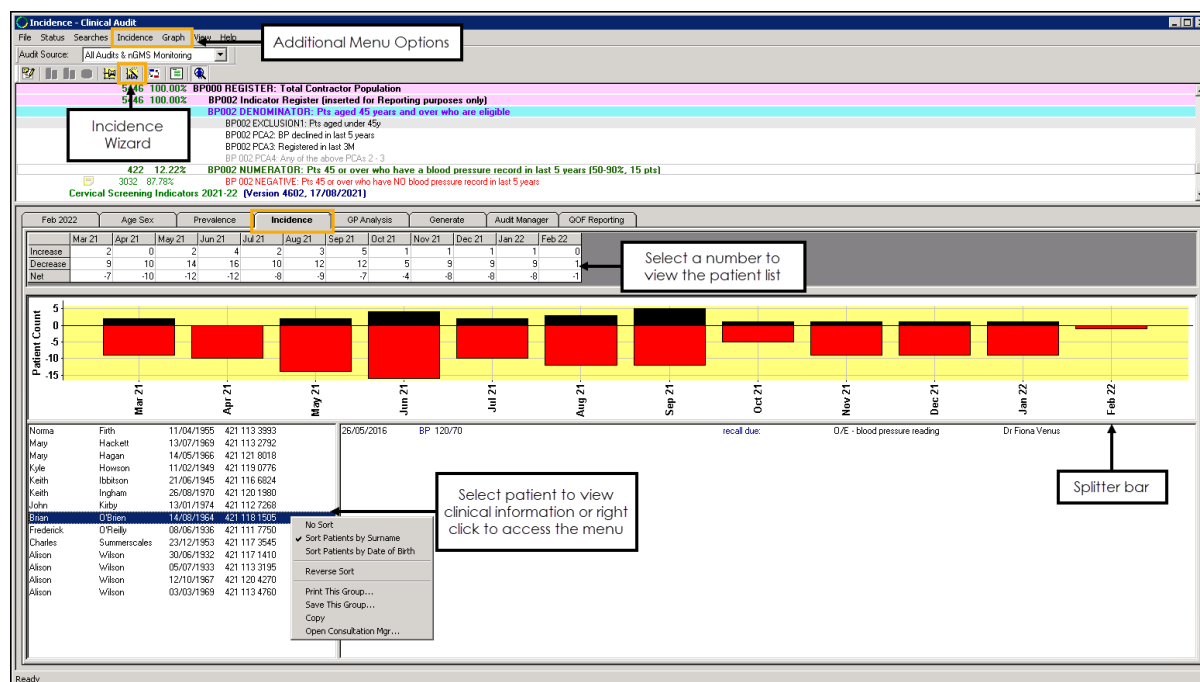 Incidence - Clinical Audit
File Status Searches Incidence Graph View Help
Additional Menu Options
Audit Source: All Audits & nGMS Monitoring
5446 100.00% BP000 REGISTER: Total Contractor Population
5446 100.00% BP002 Indicator Register (inserted for Reporting purposes only)
BP002 DENOMINATOR: Pts aged 45 years and over who are eligible
BP002 EXCLUSION1: Pts aged under 45y
BP002 PCA2: BP declined in last 5 years
BP002 PCA3: Registered in last 3M
BP 002 PCA4: Any of the above PCAs 2 - 3
Incidence
Wizard
422 12.22% BP002 NUMERATOR: Pts 45 or over who have a blood pressure record in last 5 years (50-90%, 15 pts)
3032 87.78% BP 002 NEGATIVE: Pts 45 or over who have NO blood pressure record in last 5 years
Cervical Screening Indicators 2021-22 (Version 4602, 17/08/2021)
Feb 2022 Age Sex Prevalence Incidence GP Analysis Generate Audit Manager QOF Reporting
Mar 21 Apr 21 May 21 Jun 21 Jul 21 Aug 21 Sep 21 Oct 21 Nov 21 Dec 21 Jan 22 Feb 22
Increase 2 0 2 4 2 3 5 1 1 1 1 0
Decrease 9 10 14 16 10 12 12 5 9 9 9 1
Net -7 -10 -12 -12 -8 -9 -7 -4 -8 -8 -8 -1
Select a number to
view the patient list
Patient Count
5
0
-5
-10
-15
Mar 21 Apr 21 May 21 Jun 21 Jul 21 Aug 21 Sep 21 Oct 21 Nov 21 Dec 21 Jan 22 Feb 22
Norma Firth 11/04/1955 421 113 3993
Mary Hackett 13/07/1969 421 113 2792
Mary Hagan 14/05/1966 421 121 8018
Kyle Howson 11/02/1949 421 119 0776
Keith Ibbitson 21/06/1945 421 116 6824
Keith Ingham 26/08/1970 421 120 1980
John Kirby 13/01/1974 421 112 7268
Brian O'Brien 14/08/1964 421 118 1505
Frederick O'Reilly 08/06/1936 421 111 7750
Charles Summerscales 23/12/1953 421 117 3545
Alison Wilson 30/06/1932 421 117 1410
Alison Wilson 05/07/1933 421 113 3195
Alison Wilson 12/10/1967 421 120 4270
Alison Wilson 03/03/1969 421 113 4760
26/05/2016 BP 120/70 recall due: O/E - blood pressure reading Dr Fiona Venus
Select patient to view
clinical information or right
click to access the menu
Splitter bar
No Sort
Sort Patients by Surname
Sort Patients by Date of Birth
Reverse Sort
Print This Group...
Save This Group...
Copy
Open Consultation Mgr...
Ready